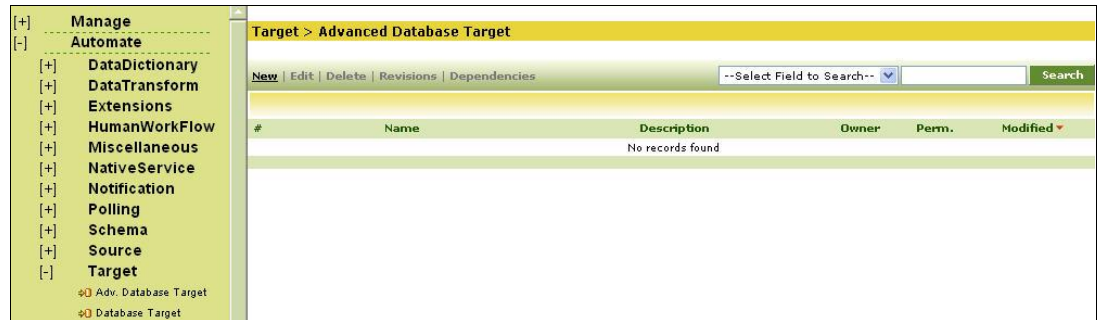 [+] Manage
[-] Automate
[+] DataDictionary
[+] DataTransform
[+] Extensions
[+] HumanWorkFlow
[+] Miscellaneous
[+] NativeService
[+] Notification
[+] Polling
[+] Schema
[+] Source
[-] Target
Adv. Database Target
Database Target
Target > Advanced Database Target
New | Edit | Delete | Revisions | Dependencies --Select Field to Search-- Search
# Name Description Owner Perm. Modified
No records found